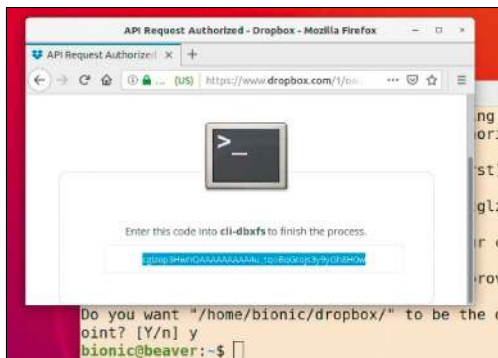 API Request Authorized - Dropbox - Mozilla Firefox
API Request Authorized
... (US) https://www.dropbox.com/1/oa
ing
>_
Enter this code into cli-dbxfs to finish the process.
Do you want "/home/bionic/dropbox/" to be the
oint? [Y/n] y
bionic@beaver:~$